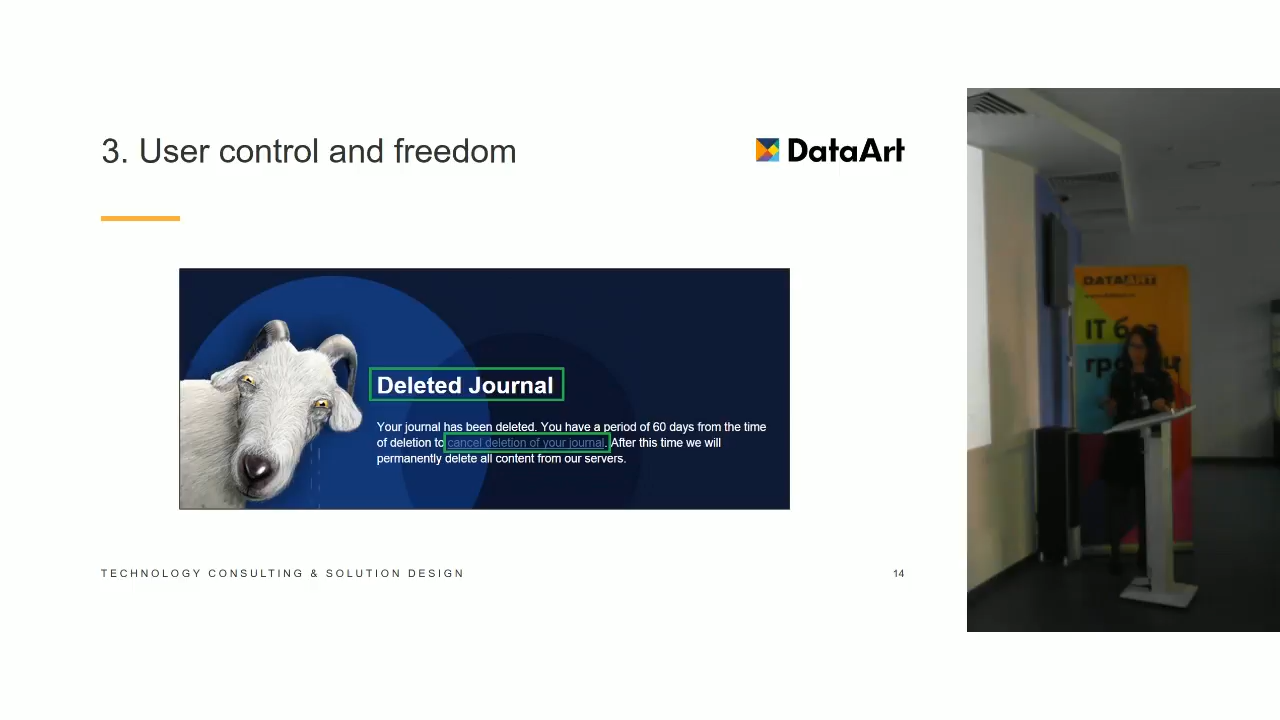 3. User control and freedom
DataArt
Deleted Journal
Your journal has been deleted. You have a period of 60 days from the time
of deletion to cancel deletion of your journal. After this time we will
permanently delete all content from our servers.
TECHNOLOGY CONSULTING & SOLUTION DESIGN
14
DATAART
IT без